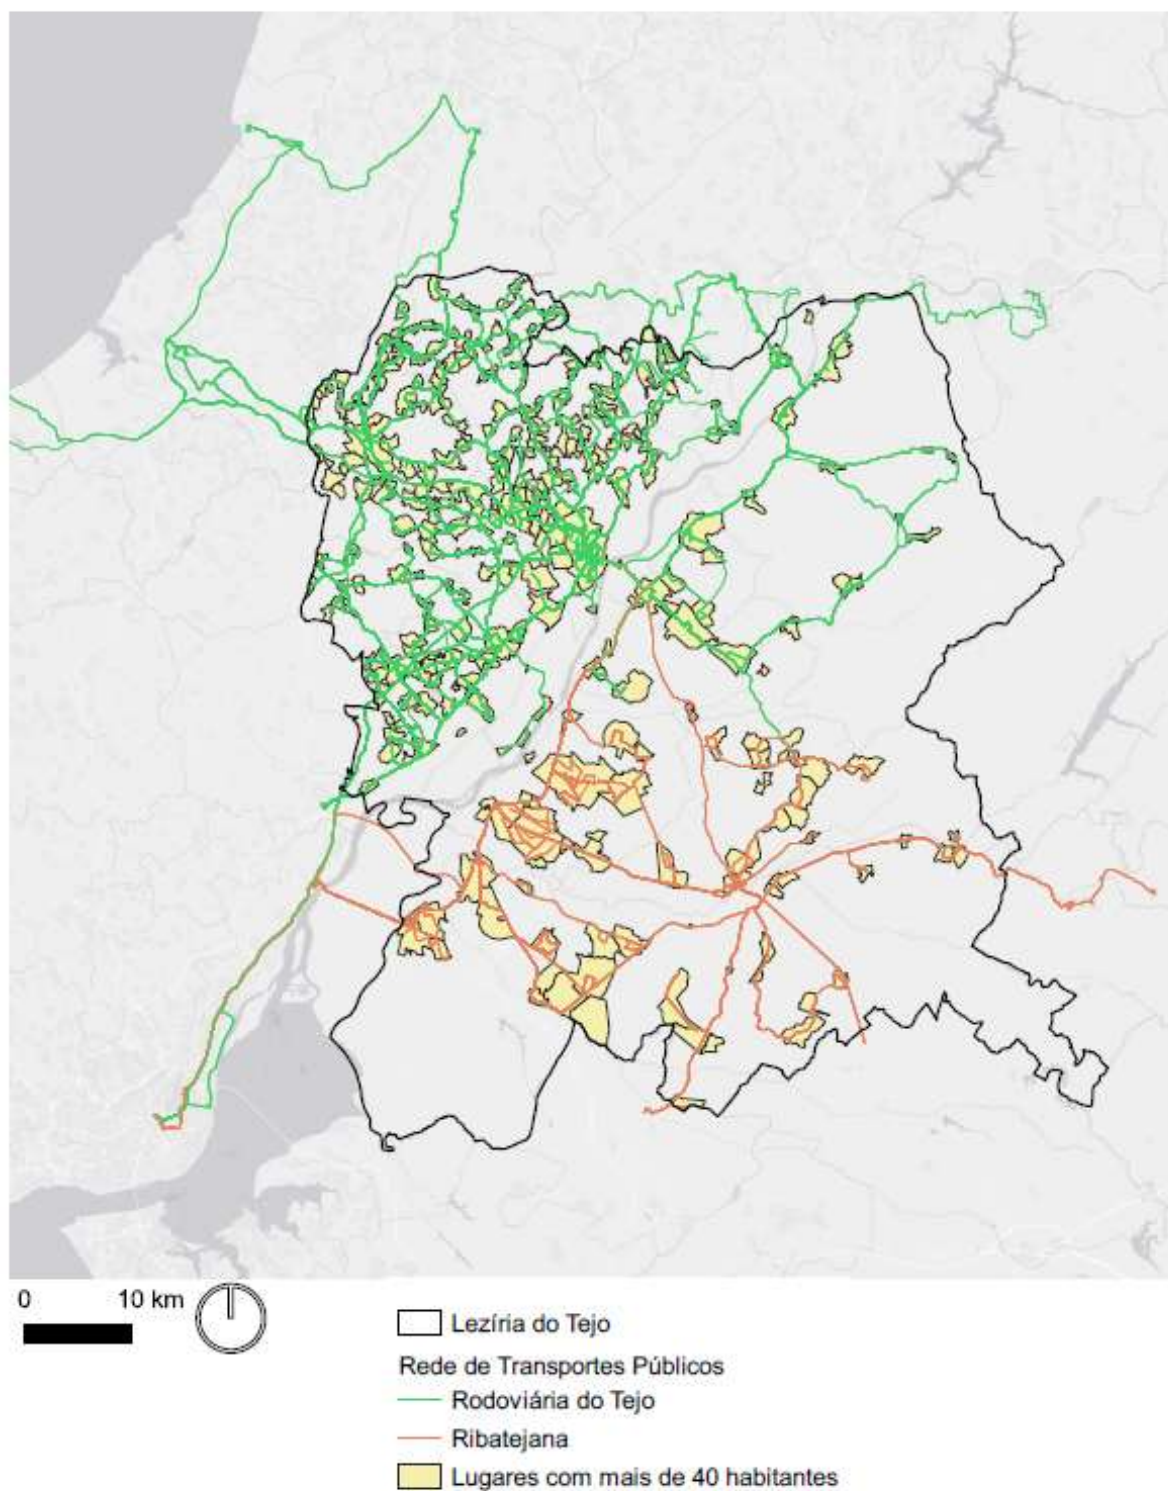 0 10 km
Lezíria do Tejo
Rede de Transportes Públicos
Rodoviária do Tejo
Ribatejana
Lugares com mais de 40 habitantes